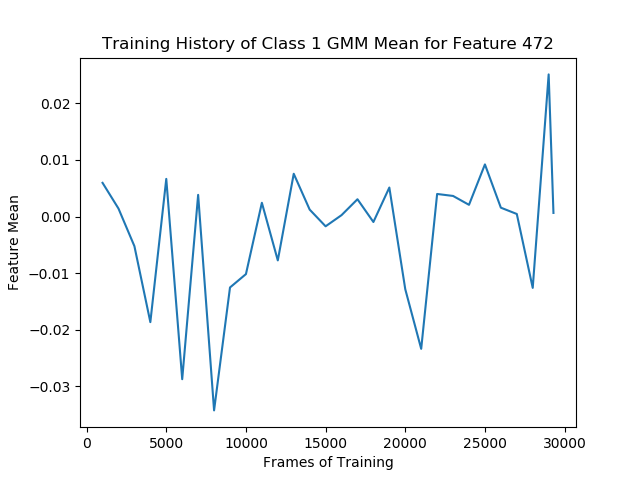 Training History of Class 1 GMM Mean for Feature 472
0.02
0.01
0.00
−0.01
−0.02
−0.03
Feature Mean
0 5000 10000 15000 20000 25000 30000
Frames of Training